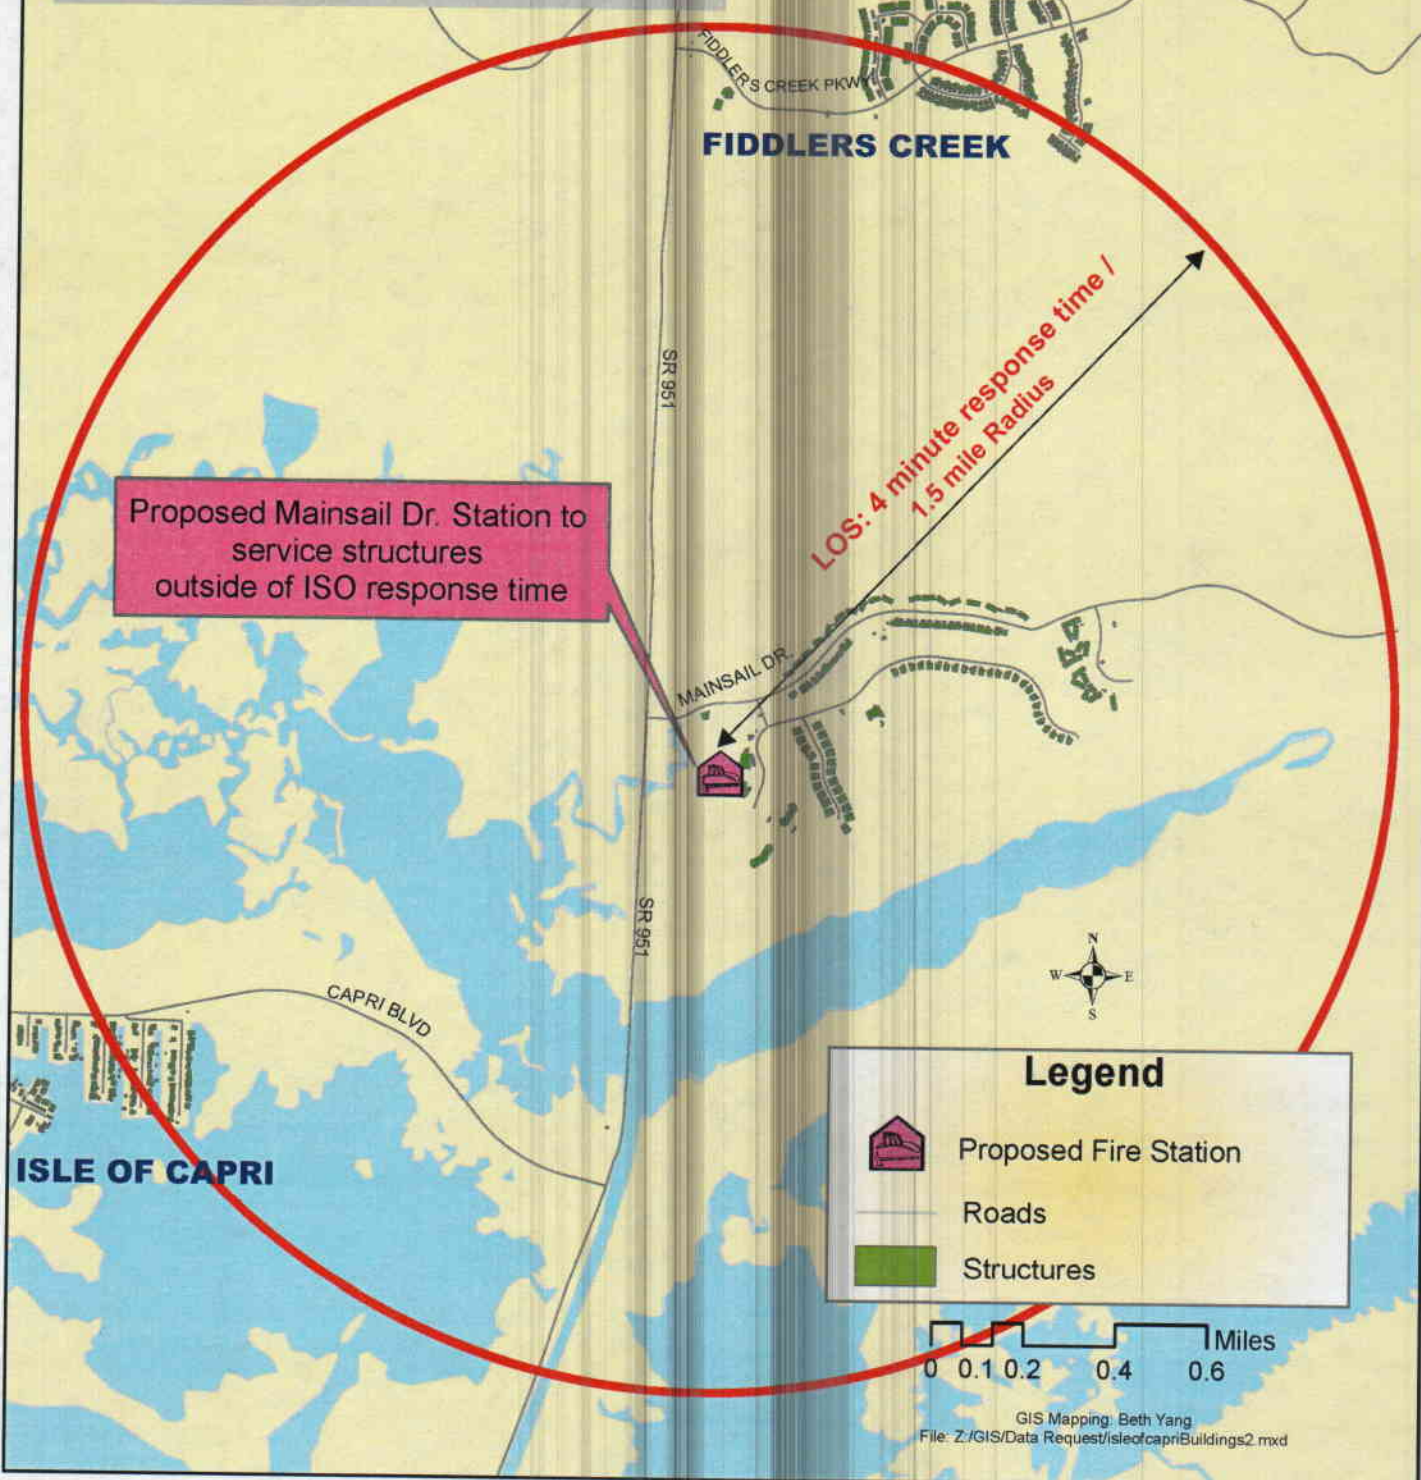 FIDDLERS CREEK PKWY
FIDDLERS CREEK
SR 951
LOS: 4 minute response time /
1.5 mile Radius
Proposed Mainsail Dr. Station to
service structures
outside of ISO response time
MAINSAIL DR.
SR 951
CAPRI BLVD
N
W E
S
ISLE OF CAPRI
Legend
Proposed Fire Station
Roads
Structures
Miles
0 0.1 0.2 0.4 0.6
GIS Mapping: Beth Yang
File: Z:/GIS/Data Request/isleofcapriBuildings2.mxd